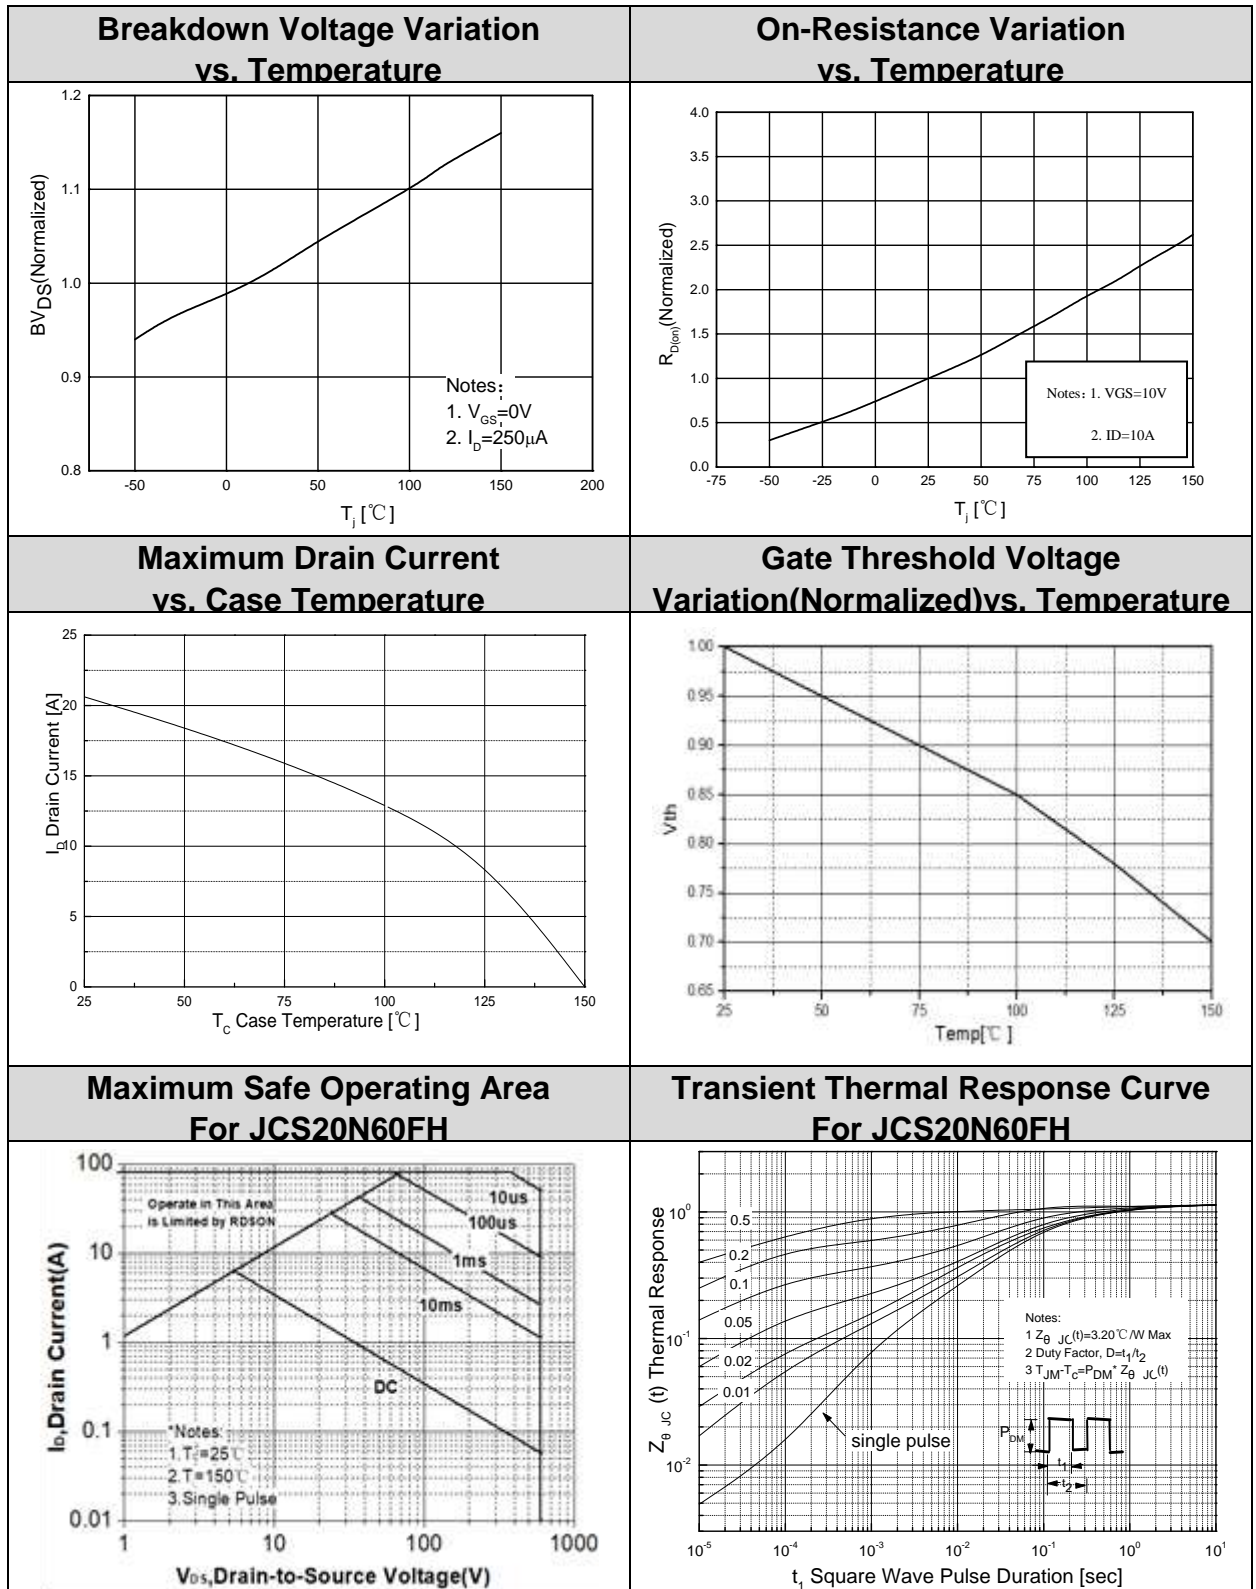 Breakdown Voltage Variation
vs. Temperature
1.2
1.1
1.0
0.9
0.8
BVDS(Normalized)
Notes:
1. VGS=0V
2. ID=250μA
-50
0
50
100
150
200
Tj [℃]
On-Resistance Variation
vs. Temperature
4.0
3.5
3.0
2.5
2.0
1.5
1.0
0.5
0.0
RD(on)(Normalized)
Notes: 1. VGS=10V
2. ID=10A
-75
-50
-25
0
25
50
75
100
125
150
Tj [℃]
Maximum Drain Current
vs. Case Temperature
25
20
15
10
5
0
ID Drain Current [A]
25
50
75
100
125
150
TC Case Temperature [℃]
Gate Threshold Voltage
Variation(Normalized)vs. Temperature
1.00
0.95
0.90
0.85
0.80
0.75
0.70
0.65
Vth
25
50
75
100
125
150
Temp[℃]
Maximum Safe Operating Area
For JCS20N60FH
100
10
1
0.1
0.01
ID,Drain Current(A)
Operate in This Area
is Limited by RDSON
10us
100us
1ms
10ms
DC
*Notes:
1.Tc=25℃
2.T=150℃
3.Single Pulse
1
10
100
1000
VDS,Drain-to-Source Voltage(V)
Transient Thermal Response Curve
For JCS20N60FH
10^0
10^-1
10^-2
Zθ JC (t) Thermal Response
0.5
0.2
0.1
0.05
0.02
0.01
single pulse
Notes:
1 Zθ JC(t)=3.20℃/W Max
2 Duty Factor, D=t1/t2
3 TJM-Tc=PDM* Zθ JC(t)
PDM
t1
t2
10^-5
10^-4
10^-3
10^-2
10^-1
10^0
10^1
t1 Square Wave Pulse Duration [sec]